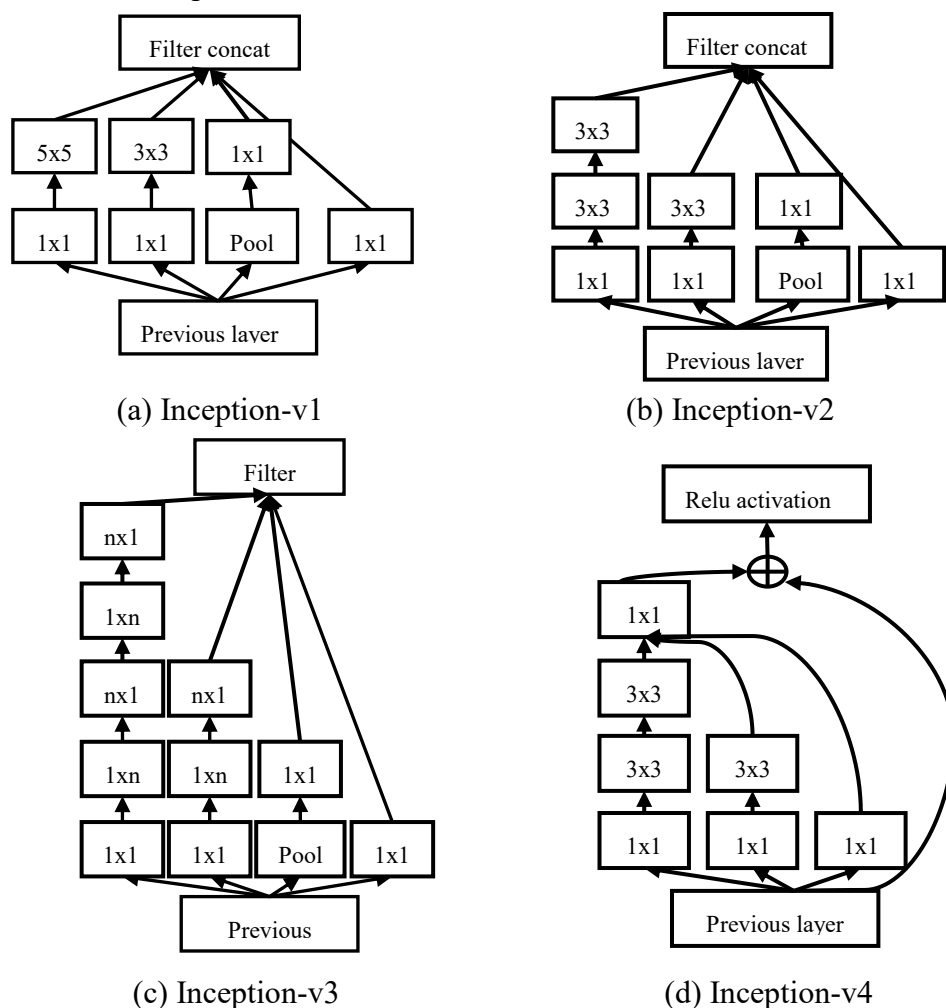 Filter concat
5x5 3x3 1x1
1x1 1x1 Pool 1x1
Previous layer
(a) Inception-v1
Filter concat
3x3
3x3 3x3 1x1
1x1 1x1 Pool 1x1
Previous layer
(b) Inception-v2
Filter
nx1
1xn
nx1 nx1
1xn 1xn 1x1
1x1 1x1 Pool 1x1
Previous
(c) Inception-v3
Relu activation
1x1
3x3
3x3 3x3
1x1 1x1 1x1
Previous layer
(d) Inception-v4